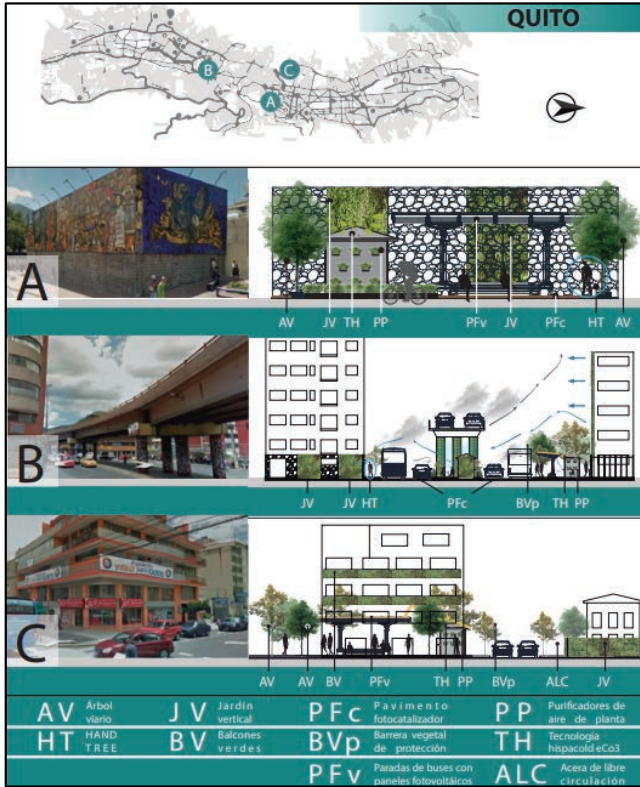 QUITO
B
C
A
A
AV JV TH PP PFv JV PFc HT AV
B
JV JV HT PFc BVp TH PP
C
AV AV BV PFv TH PP BVp ALC JV
AV Árbol viario
JV Jardín vertical
PFc Pavimento fotocatalizador
PP Purificadores de aire de planta
HT HAND TREE
BV Balcones verdes
BVp Barrera vegetal de protección
TH Tecnología hispacold eCo3
PFv Paradas de buses con paneles fotovoltáicos
ALC Acera de libre circulación